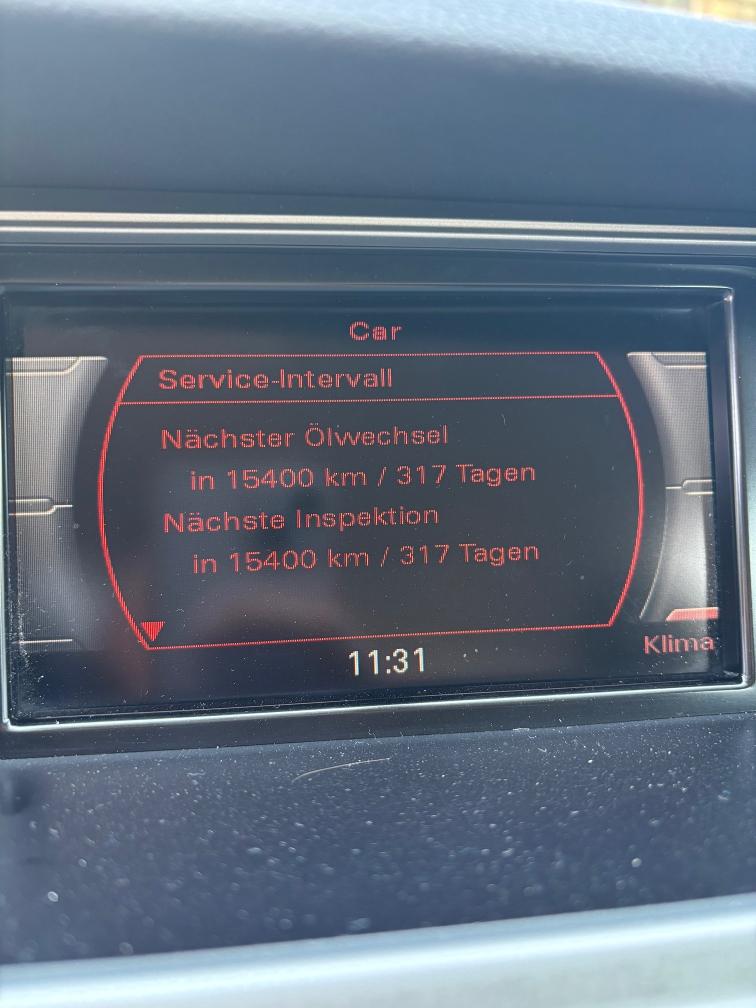 Car
Service-Intervall
Nächster Ölwechsel
in 15400 km / 317 Tagen
Nächste Inspektion
in 15400 km / 317 Tagen
11:31
Klima